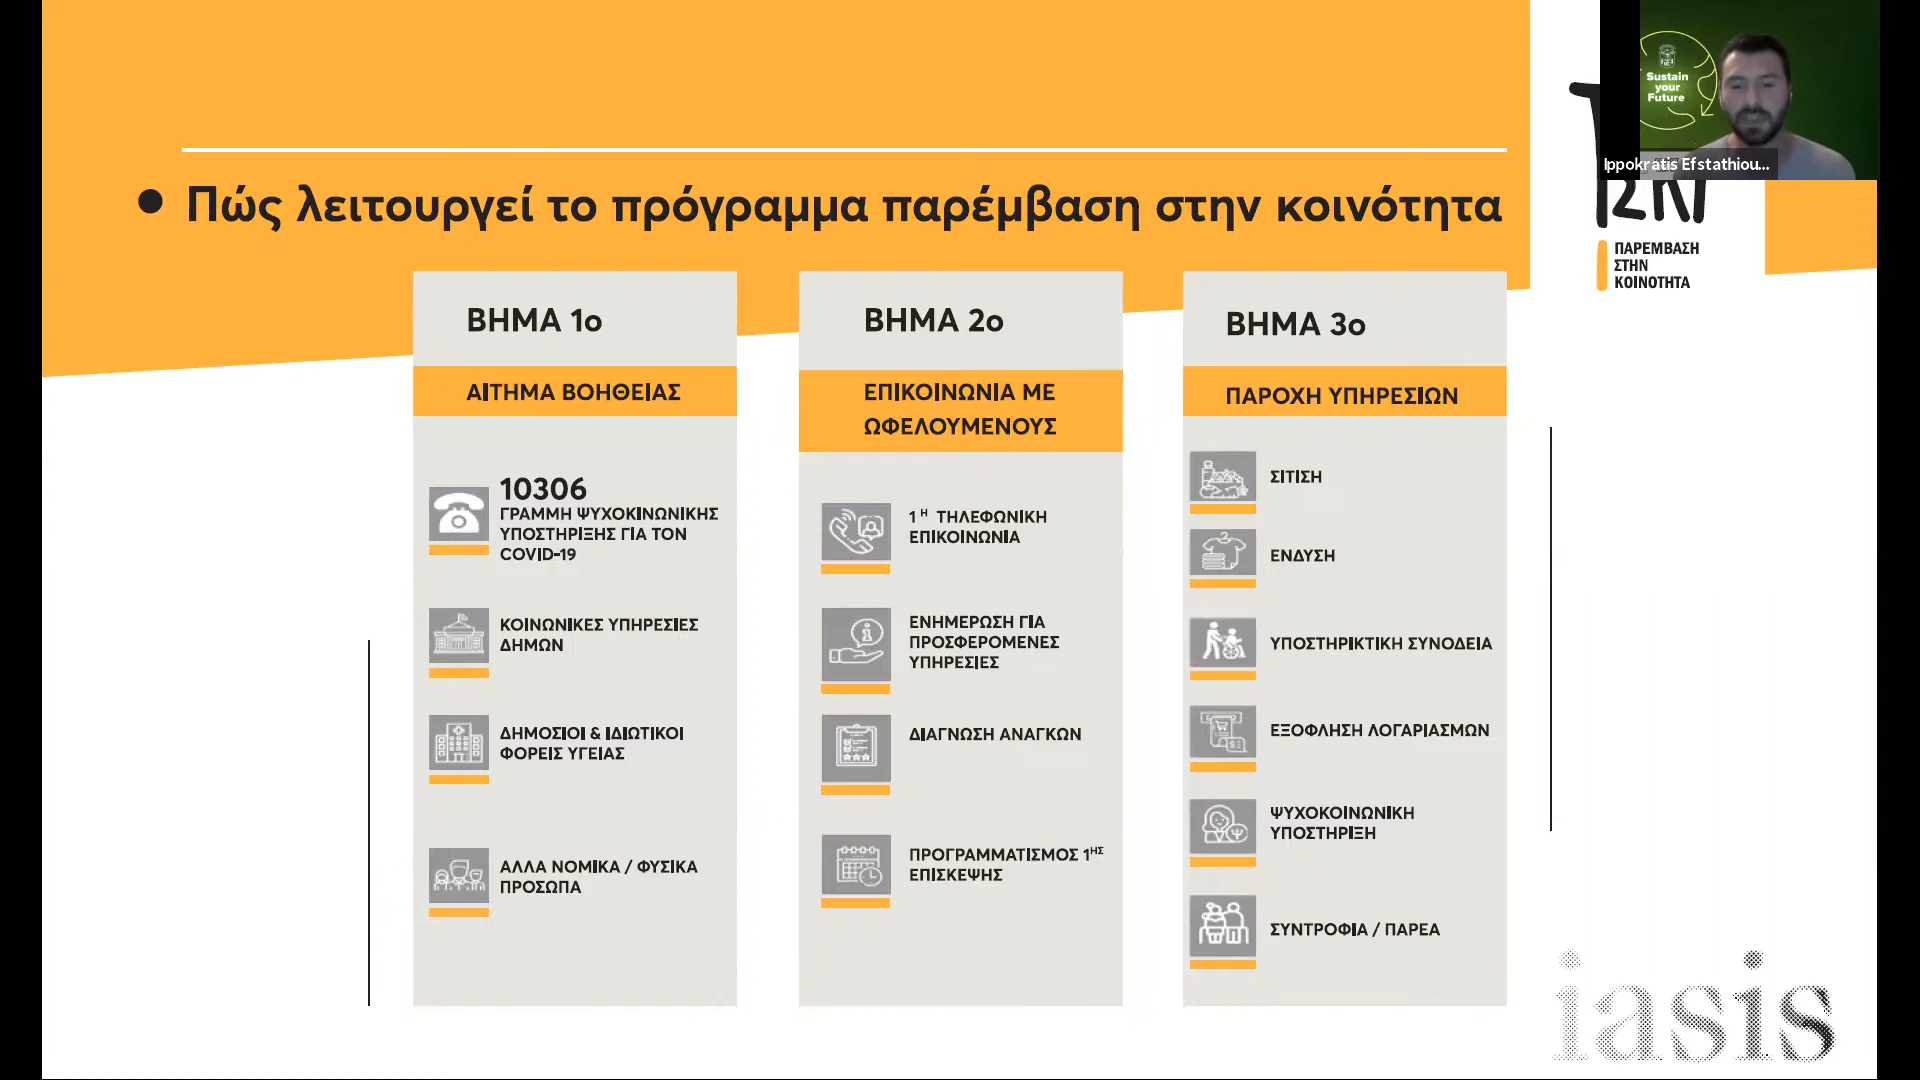 Sustain
your
Future
Ippokratis Efstathiou...
• Πώς λειτουργεί το πρόγραμμα παρέμβαση στην κοινότητα
ΠΑΡΕΜΒΑΣΗ
ΣΤΗΝ
ΚΟΙΝΟΤΗΤΑ
ΒΗΜΑ 1ο
ΑΙΤΗΜΑ ΒΟΗΘΕΙΑΣ
10306
ΓΡΑΜΜΗ ΨΥΧΟΚΙΝΩΝΙΚΗΣ
ΥΠΟΣΤΗΡΙΞΗΣ ΓΙΑ ΤΟΝ
COVID-19
ΚΟΙΝΩΝΙΚΕΣ ΥΠΗΡΕΣΙΕΣ
ΔΗΜΩΝ
ΔΗΜΟΣΙΟΙ & ΙΔΙΩΤΙΚΟΙ
ΦΟΡΕΙΣ ΥΓΕΙΑΣ
ΑΛΛΑ ΝΟΜΙΚΑ / ΦΥΣΙΚΑ
ΠΡΟΣΩΠΑ
ΒΗΜΑ 2ο
ΕΠΙΚΟΙΝΩΝΙΑ ΜΕ
ΩΦΕΛΟΥΜΕΝΟΥΣ
1 Η ΤΗΛΕΦΩΝΙΚΗ
ΕΠΙΚΟΙΝΩΝΙΑ
ΕΝΗΜΕΡΩΣΗ ΓΙΑ
ΠΡΟΣΦΕΡΟΜΕΝΕΣ
ΥΠΗΡΕΣΙΕΣ
ΔΙΑΓΝΩΣΗ ΑΝΑΓΚΩΝ
ΠΡΟΓΡΑΜΜΑΤΙΣΜΟΣ 1ΗΣ
ΕΠΙΣΚΕΨΗΣ
ΒΗΜΑ 3ο
ΠΑΡΟΧΗ ΥΠΗΡΕΣΙΩΝ
ΣΙΤΙΣΗ
ΕΝΔΥΣΗ
ΥΠΟΣΤΗΡΙΚΤΙΚΗ ΣΥΝΟΔΕΙΑ
ΕΞΟΦΛΗΣΗ ΛΟΓΑΡΙΑΣΜΩΝ
ΨΥΧΟΚΟΙΝΩΝΙΚΗ
ΥΠΟΣΤΗΡΙΞΗ
ΣΥΝΤΡΟΦΙΑ / ΠΑΡΕΑ
iasis